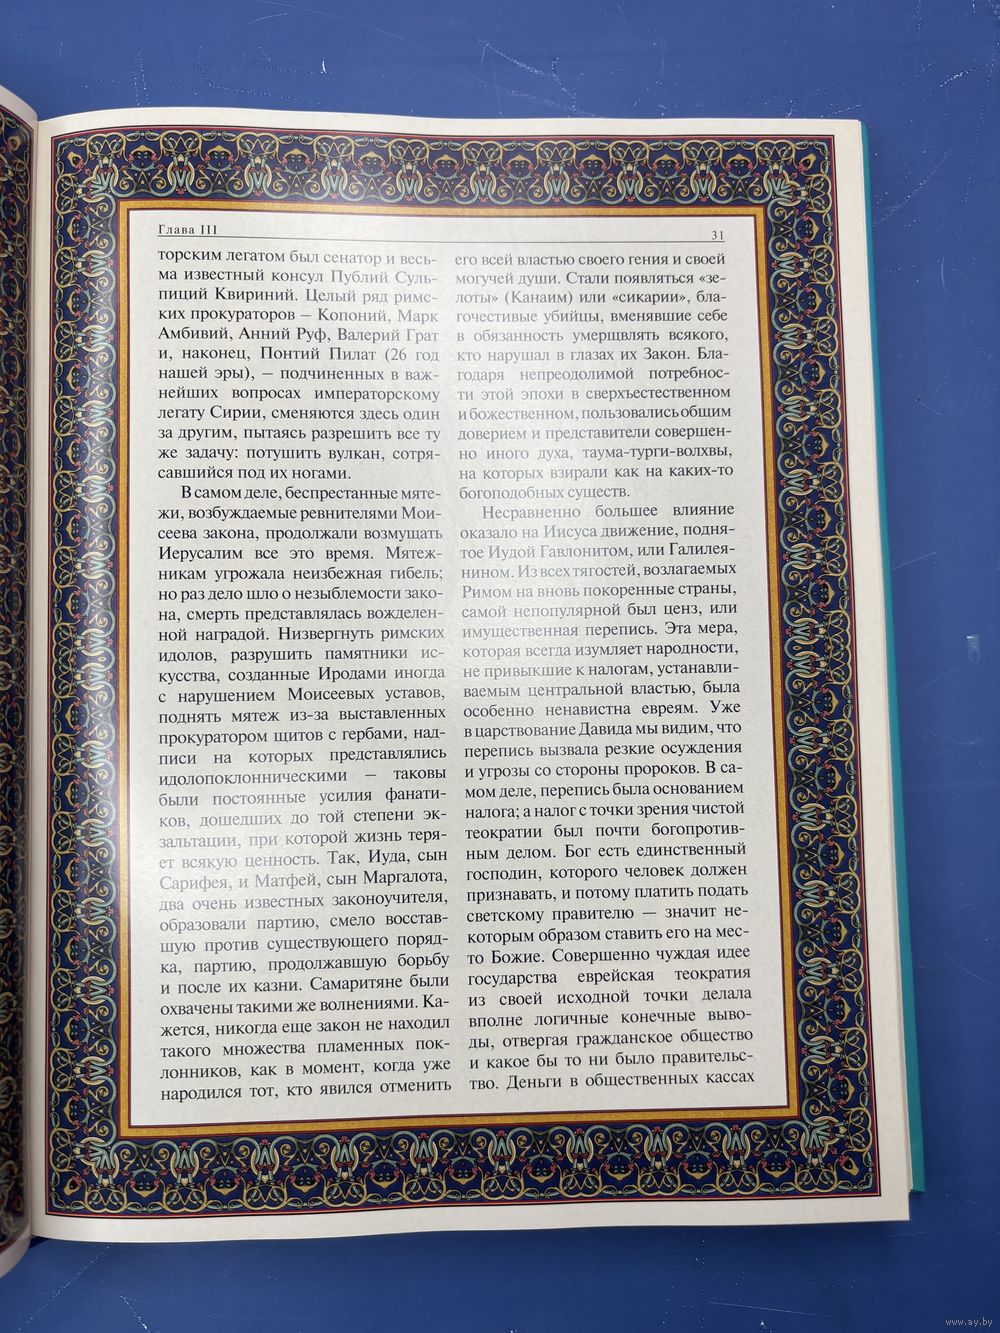 Глава III
31
торским легатом был сенатор и весь-
ма известный консул Публий Суль-
пиций Квириний. Целый ряд рим-
ских прокураторов – Копоний, Марк
Амбивий, Анний Руф, Валерий Грат
и, наконец, Понтий Пилат (26 год
нашей эры), – подчиненных в важ-
нейших вопросах императорскому
легату Сирии, сменяются здесь один
за другим, пытаясь разрешить все ту
же задачу: потушить вулкан, сотря-
савшийся под их ногами.
В самом деле, беспрестанные мяте-
жи, возбуждаемые ревнителями Мои-
сеева закона, продолжали возмущать
Иерусалим все это время. Мятеж-
никам угрожала неизбежная гибель;
но раз дело шло о незыблемости зако-
на, смерть представлялась вожделен-
ной наградой. Низвергнуть римских
идолов, разрушить памятники ис-
кусства, созданные Иродами иногда
с нарушением Моисеевых уставов,
поднять мятеж из-за выставленных
прокуратором щитов с гербами, над-
писи на которых представлялись
идолопоклонническими – таковы
были постоянные усилия фанати-
ков, дошедших до той степени эк-
зальтации, при которой жизнь теря-
ет всякую ценность. Так, Иуда, сын
Сарифея, и Матфей, сын Маргалота,
два очень известных законоучителя,
образовали партию, смело восстав-
шую против существующего поряд-
ка, партию, продолжавшую борьбу
и после их казни. Самаритяне были
охвачены такими же волнениями. Ка-
жется, никогда еще закон не находил
такого множества пламенных пок-
лонников, как в момент, когда уже
народился тот, кто явился отменить
его всей властью своего гения и своей
могучей души. Стали появляться «зе-
лоты» (Канаим) или «сикарии», бла-
гочестивые убийцы, вменявшие себе
в обязанность умерщвлять всякого,
кто нарушал в глазах их Закон. Бла-
годаря непреодолимой потребнос-
ти этой эпохи в сверхъестественном
и божественном, пользовались общим
доверием и представители совершен-
но иного духа, таума-турги-волхвы,
на которых взирали как на каких-то
богоподобных существ.
Несравненно большее влияние
оказало на Иисуса движение, подня-
тое Иудой Гавлонитом, или Галилея-
нином. Из всех тягостей, возлагаемых
Римом на вновь покоренные страны,
самой непопулярной был ценз, или
имущественная перепись. Эта мера,
которая всегда изумляет народности,
не привыкшие к налогам, устанавли-
ваемым центральной властью, была
особенно ненавистна евреям. Уже
в царствование Давида мы видим, что
перепись вызвала резкие осуждения
и угрозы со стороны пророков. В са-
мом деле, перепись была основанием
налога; а налог с точки зрения чистой
теократии был почти богопротив-
ным делом. Бог есть единственный
господин, которого человек должен
признавать, и потому платить подать
светскому правителю — значит не-
которым образом ставить его на мес-
то Божие. Совершенно чуждая идее
государства еврейская теократия
из своей исходной точки делала
вполне логичные конечные выво-
ды, отвергая гражданское общество
и какое бы то ни было правительс-
тво. Деньги в общественных кассах
www.ay.by